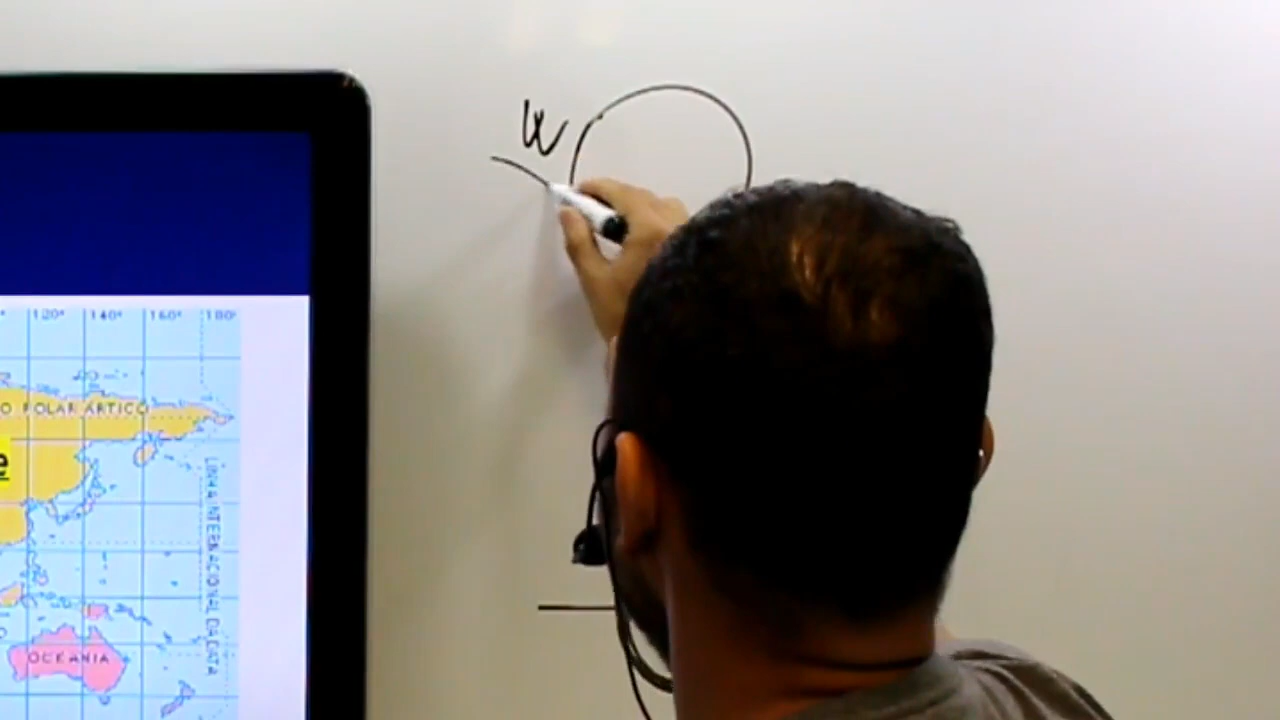 W
120° 140° 160° 180°
O POLAR ÁRTICO
e
LINHA INTERNACIONAL DA DATA
OCEANIA